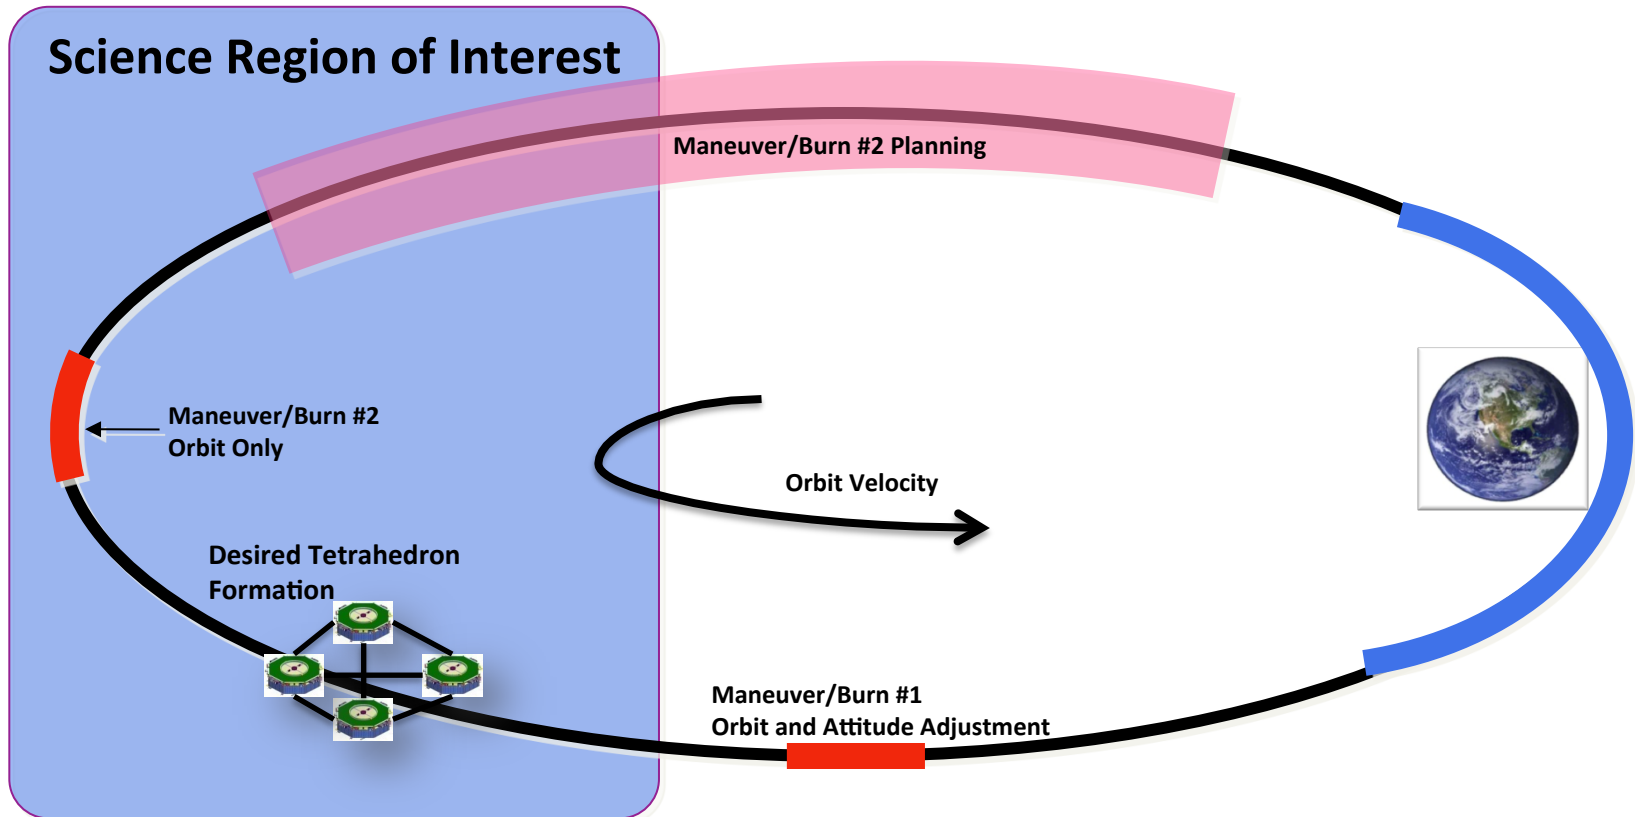 Science Region of Interest
Maneuver/Burn #2 Planning
Maneuver/Burn #2
Orbit Only
Orbit Velocity
Desired Tetrahedron
Formation
Maneuver/Burn #1
Orbit and Attitude Adjustment